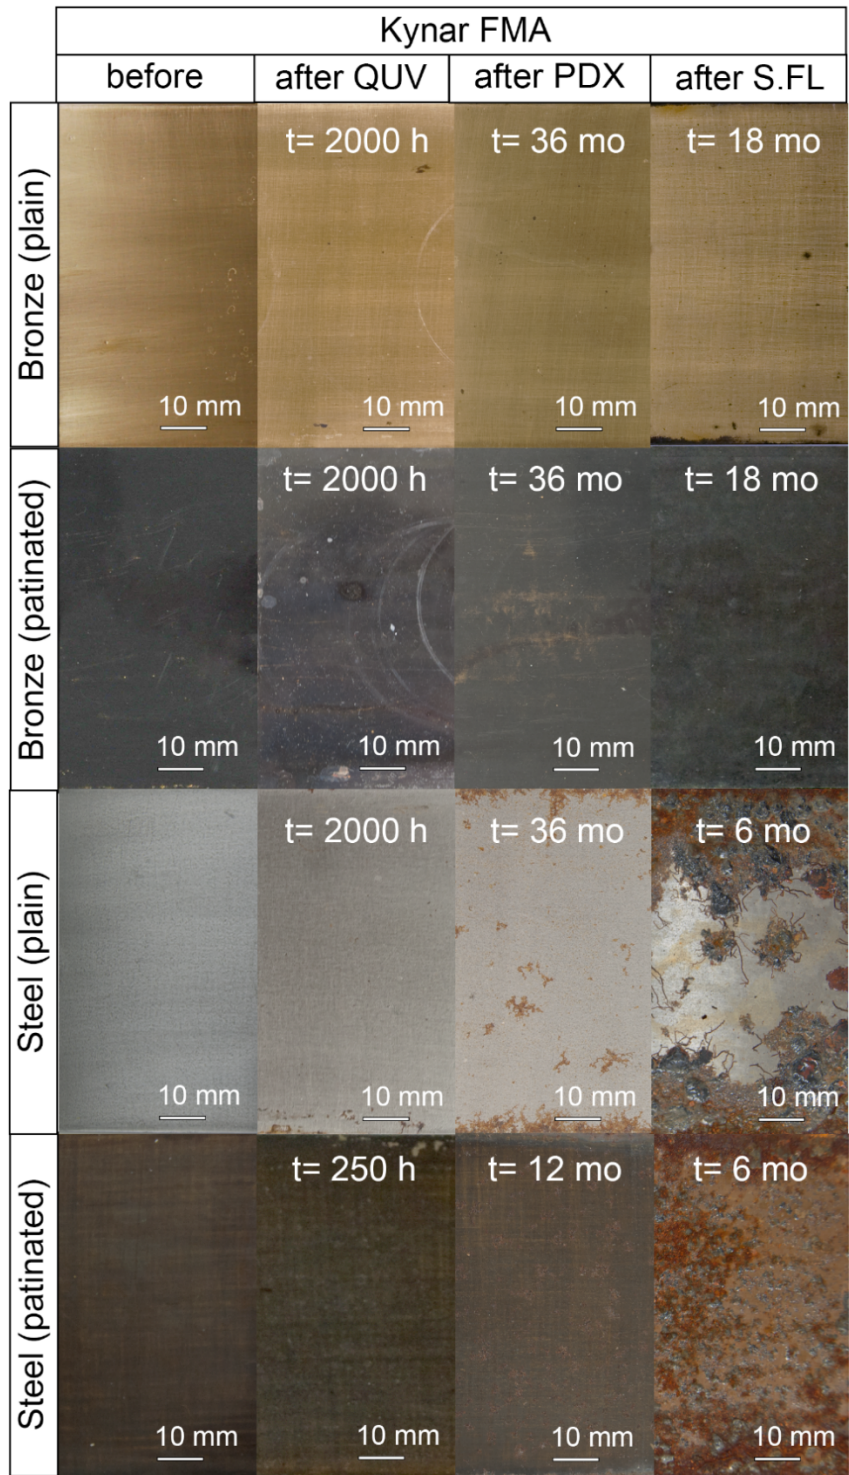 Kynar FMA
before after QUV after PDX after S.FL
Bronze (plain)
t= 2000 h t= 36 mo t= 18 mo
10 mm 10 mm 10 mm 10 mm
Bronze (patinated)
t= 2000 h t= 36 mo t= 18 mo
10 mm 10 mm 10 mm 10 mm
Steel (plain)
t= 2000 h t= 36 mo t= 6 mo
10 mm 10 mm 10 mm 10 mm
Steel (patinated)
t= 250 h t= 12 mo t= 6 mo
10 mm 10 mm 10 mm 10 mm